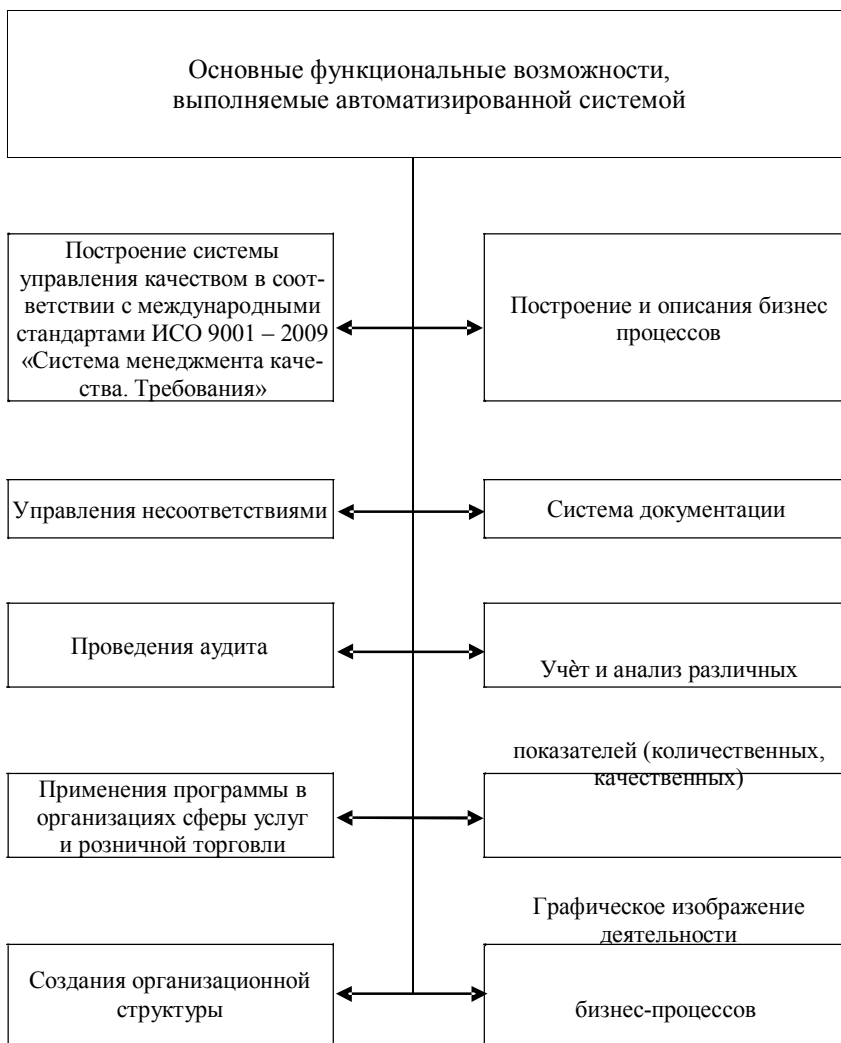 Основные функциональные возможности,
выполняемые автоматизированной системой
Построение системы
управления качеством в соот-
ветствии с международными
стандартами ИСО 9001 – 2009
«Система менеджмента каче-
ства. Требования»
Построение и описания бизнес
процессов
Управления несоответствиями
Система документации
Проведения аудита
Учѐт и анализ различных
показателей (количественных,
качественных)
Применения программы в
организациях сферы услуг
и розничной торговли
Графическое изображение
деятельности
бизнес-процессов
Создания организационной
структуры